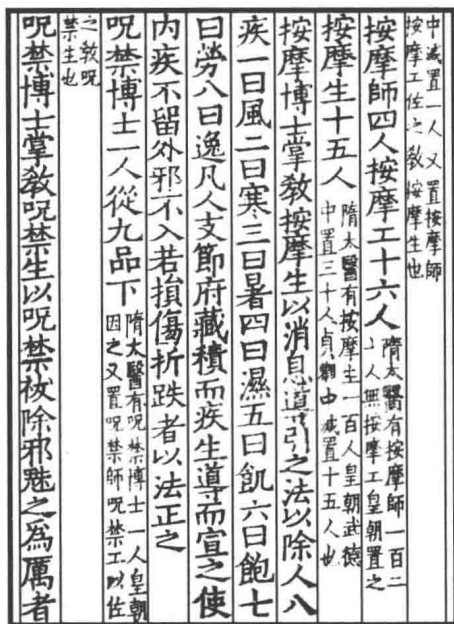 中減置一人又置按摩師
按摩工佐之教按摩生也
按摩師四人按摩工十六人
隋太醫有按摩師一百二
十人無按摩工皇朝置之
按摩生十五人
隋太醫有按摩生一百人皇朝武德
中置三十人貞觀中減置十五人也
按摩博士掌教按摩生以消息導引之法以除人八
疾一曰風二曰寒三曰暑四曰濕五曰飢六曰飽七
曰勞八曰逸凡人支節府藏積而疾生導而宣之使
内疾不留外邪不入若損傷折跌者以法正之
呪禁博士一人從九品下
隋太醫有呪禁博士一人皇朝
因之又置呪禁師呪禁工以佐
之教呪
禁生也
呪禁博士掌教呪禁生以呪禁祓除邪魅之爲厲者